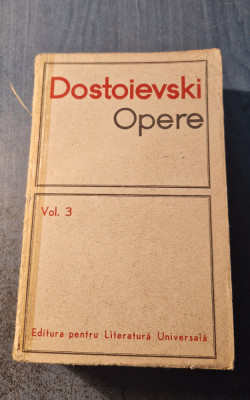 Dostoievski
Opere
Vol. 3
Editura pentru Literatură Universală